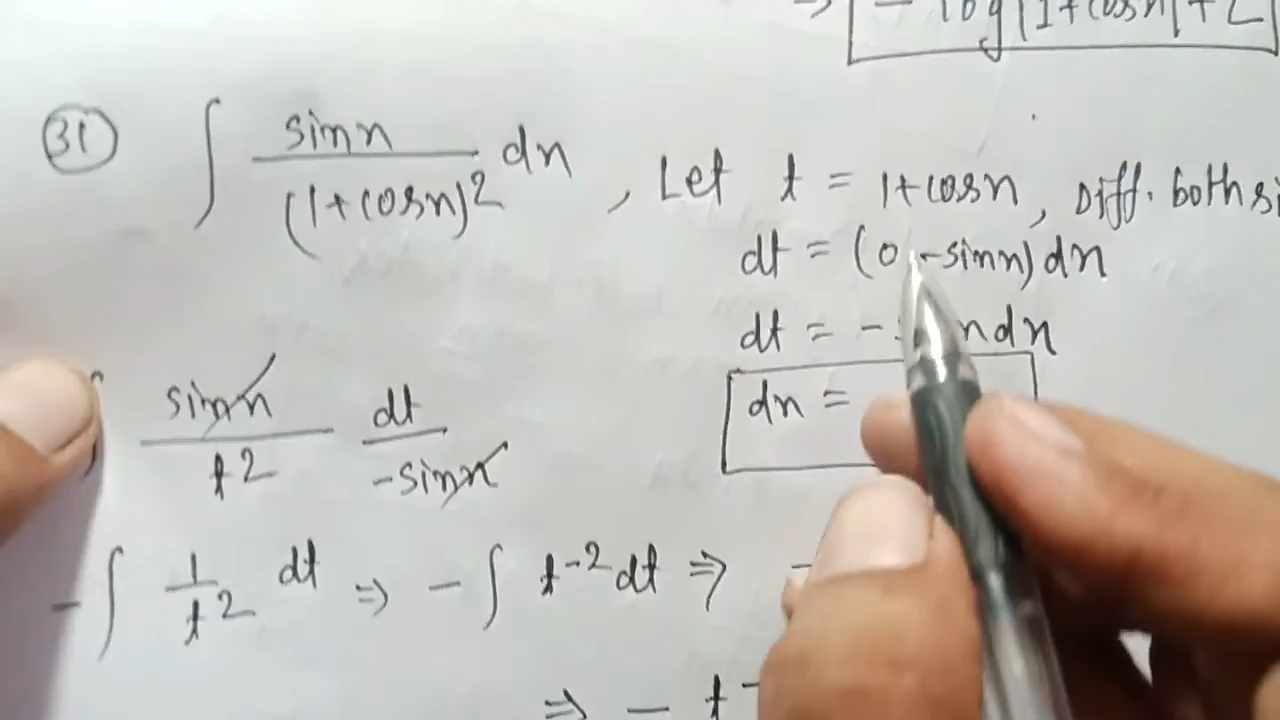 ⇒ - log|1+cosx|+C
(31) ∫ sinx/(1+cosx)² dx , Let t = 1+cosx, Diff. both si
dt = (0-sinx)dx
dt = - dx
dx =
∫ sinx/t² dt/-sinx
-∫ 1/t² dt ⇒ -∫ t⁻² dt ⇒ -
⇒ - t⁻